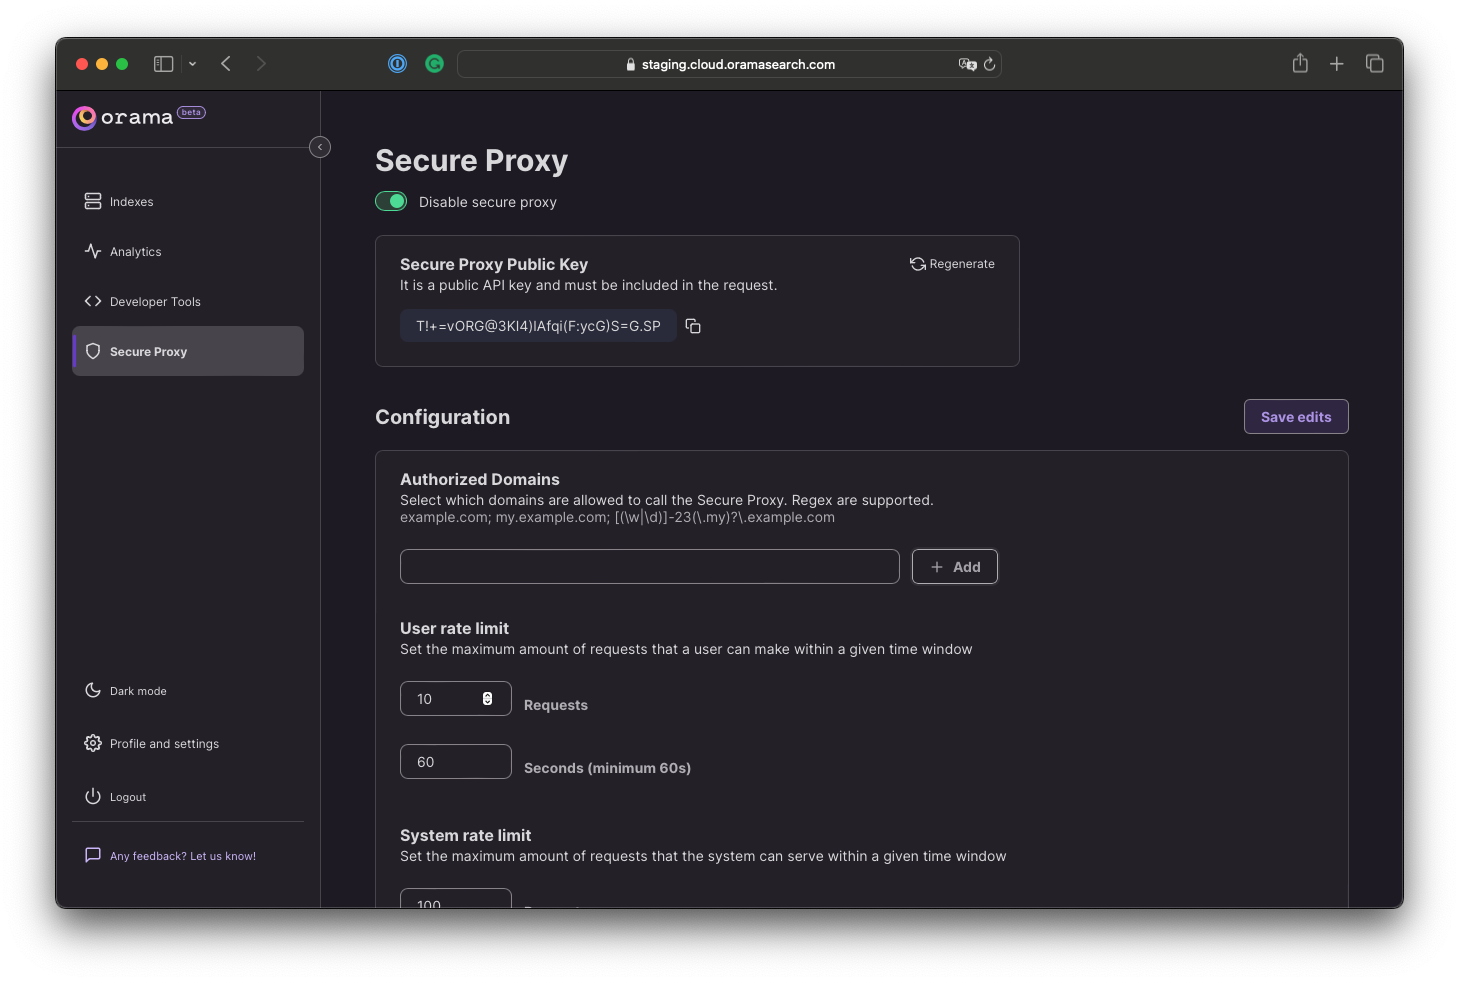 staging.cloud.oramasearch.com
orama beta
Indexes
Analytics
Developer Tools
Secure Proxy
Dark mode
Profile and settings
Logout
Any feedback? Let us know!
Secure Proxy
Disable secure proxy
Secure Proxy Public Key
Regenerate
It is a public API key and must be included in the request.
T!+=vORG@3KI4)IAfqi(F:ycG)S=G.SP
Configuration
Save edits
Authorized Domains
Select which domains are allowed to call the Secure Proxy. Regex are supported.
example.com; my.example.com; [(\w|\d)]-23(\.my)?\.example.com
+ Add
User rate limit
Set the maximum amount of requests that a user can make within a given time window
10 Requests
60 Seconds (minimum 60s)
System rate limit
Set the maximum amount of requests that the system can serve within a given time window
100